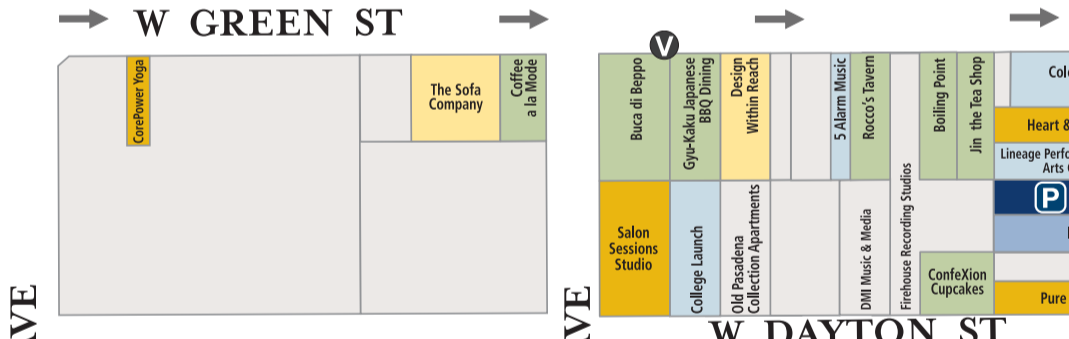 W GREEN ST
V
CorePower Yoga
The Sofa
Company
Coffee
a la Mode
Buca di Beppo
Gyu-Kaku Japanese
BBQ Dining
Design
Within Reach
5 Alarm Music
Rocco's Tavern
Boiling Point
Jin the Tea Shop
Heart &
Lineage
Arts
P
Salon
Sessions
Studio
College Launch
Old Pasadena
Collection Apartments
DMI Music & Media
Firehouse Recording Studios
ConfeXion
Cupcakes
Pure
AVE
AVE
W DAYTON ST